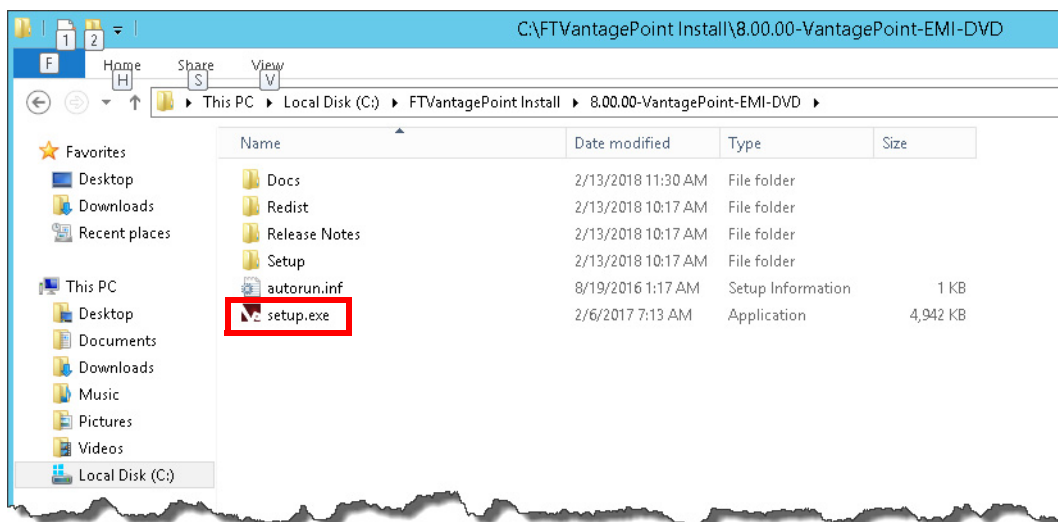 C:\FTVantagePoint Install\8.00.00-VantagePoint-EMI-DVD
1 2
F Home Share View
H S V
This PC Local Disk (C:) FTVantagePoint Install 8.00.00-VantagePoint-EMI-DVD
Name Date modified Type Size
Favorites
Desktop
Downloads
Recent places
This PC
Desktop
Documents
Downloads
Music
Pictures
Videos
Local Disk (C:)
Docs 2/13/2018 11:30 AM File folder
Redist 2/13/2018 10:17 AM File folder
Release Notes 2/13/2018 10:17 AM File folder
Setup 2/13/2018 10:17 AM File folder
autorun.inf 8/19/2016 1:17 AM Setup Information 1 KB
setup.exe 2/6/2017 7:13 AM Application 4,942 KB